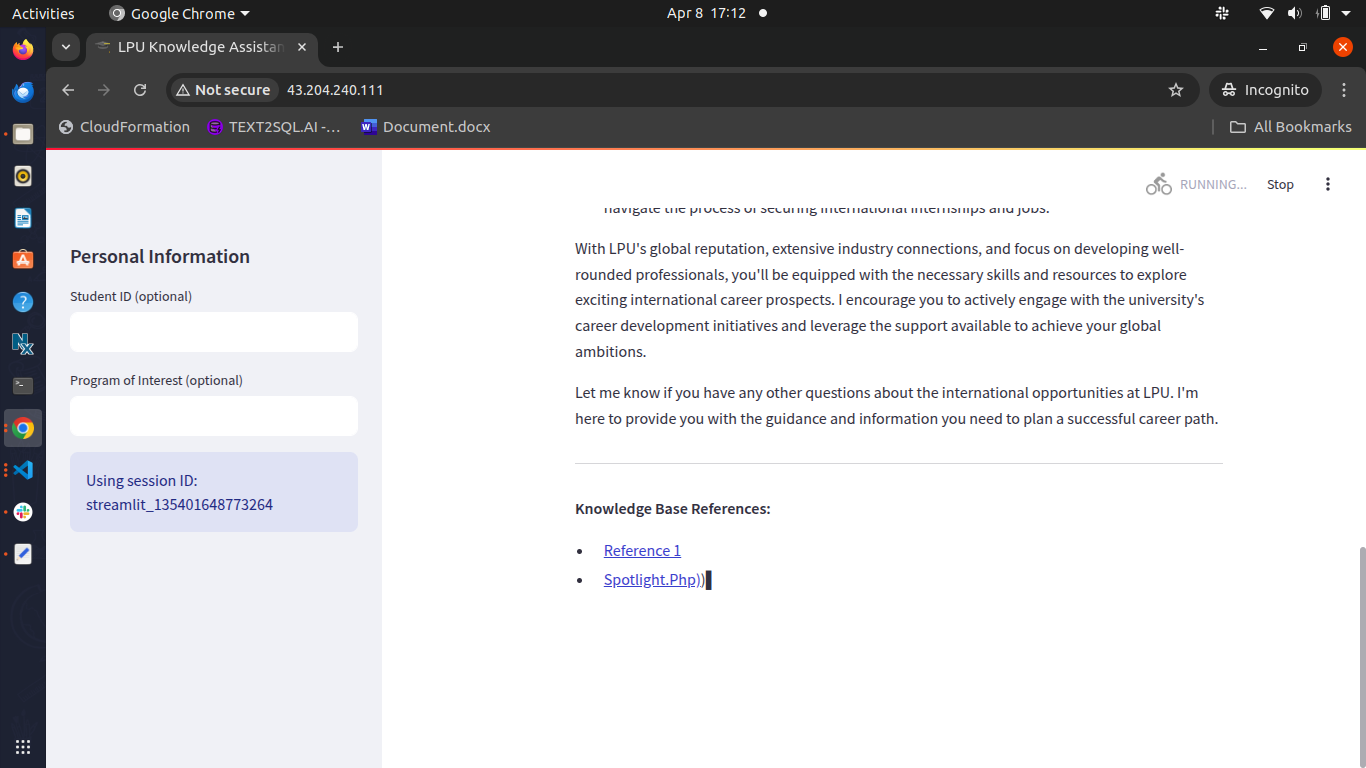 Activities
Google Chrome
Apr 8 17:12
LPU Knowledge Assistan
Not secure
43.204.240.111
Incognito
CloudFormation
TEXT2SQL.AI -...
Document.docx
All Bookmarks
RUNNING...
Stop
Personal Information
Student ID (optional)
Program of Interest (optional)
Using session ID:
streamlit_135401648773264
navigate the process of securing international internships and jobs.
With LPU's global reputation, extensive industry connections, and focus on developing well-
rounded professionals, you'll be equipped with the necessary skills and resources to explore
exciting international career prospects. I encourage you to actively engage with the university's
career development initiatives and leverage the support available to achieve your global
ambitions.
Let me know if you have any other questions about the international opportunities at LPU. I'm
here to provide you with the guidance and information you need to plan a successful career path.
Knowledge Base References:
• Reference 1
• Spotlight.Php))